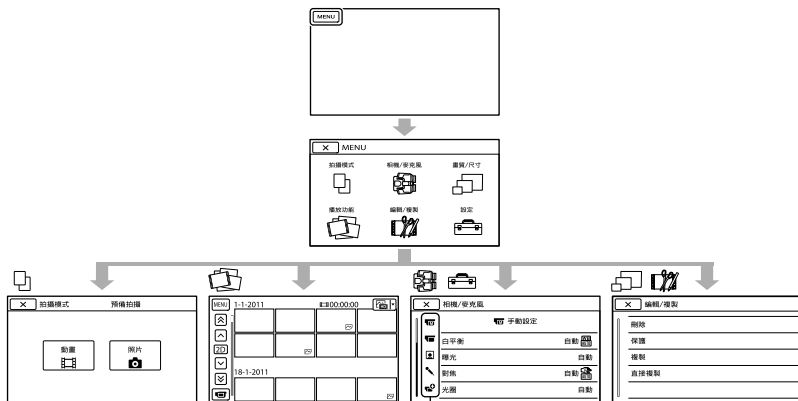 MENU
× MENU
拍攝模式 相機/麥克風 畫質/尺寸
播放功能 編輯/複製 設定
× 拍攝模式 預備拍攝
動畫 照片
MENU 1-1-2011 00:00:00
2D
18-1-2011
× 相機/麥克風
手動設定
白平衡 自動
曝光 自動
對焦 自動
光圈 自動
× 編輯/複製
刪除
保護
複製
直接複製